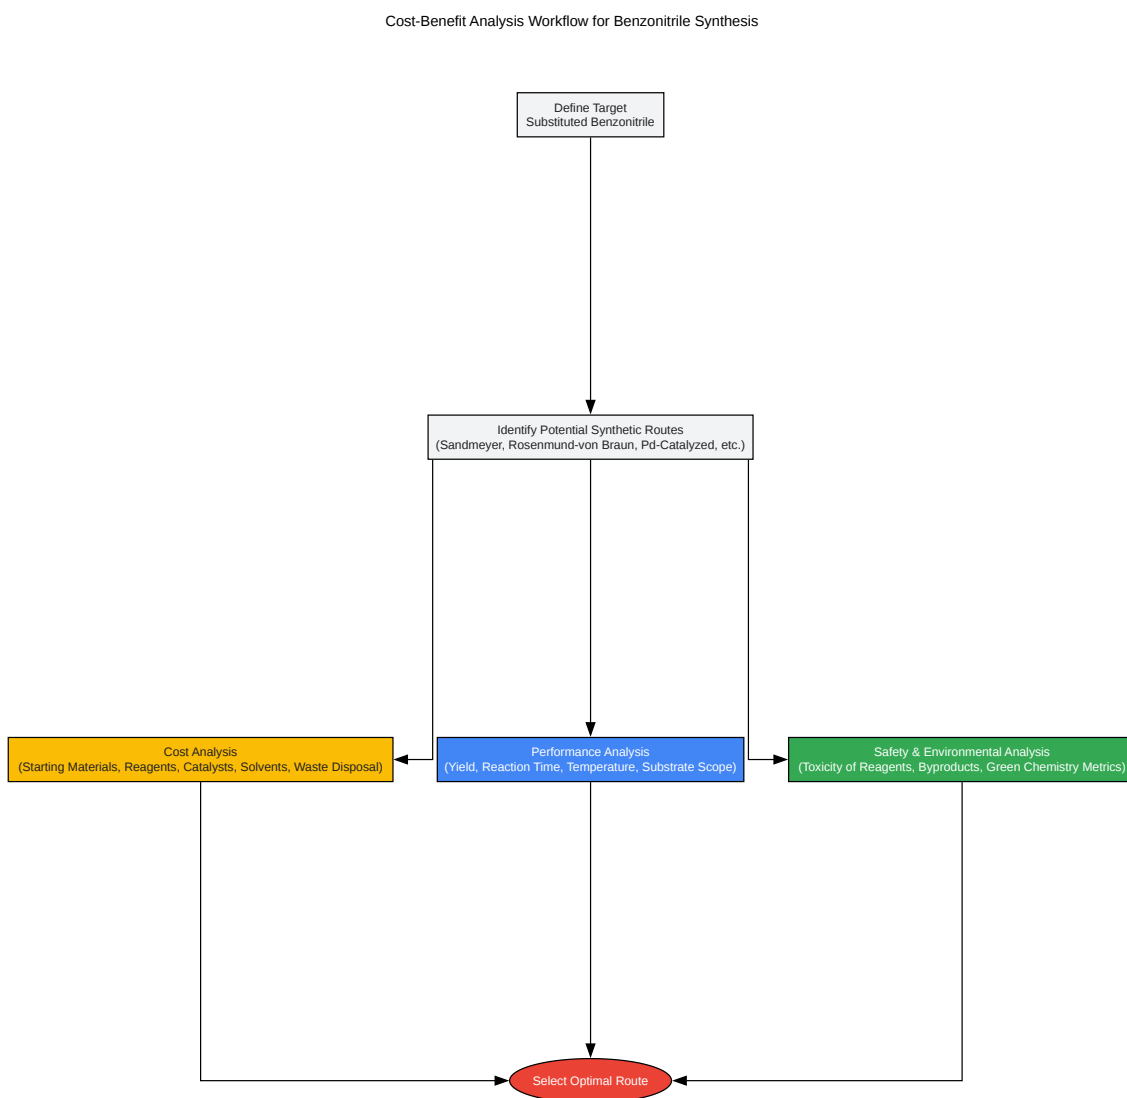 Cost-Benefit Analysis Workflow for Benzonitrile Synthesis
Define Target
Substituted Benzonitrile
Identify Potential Synthetic Routes
(Sandmeyer, Rosenmund-von Braun, Pd-Catalyzed, etc.)
Cost Analysis
(Starting Materials, Reagents, Catalysts, Solvents, Waste Disposal)
Performance Analysis
(Yield, Reaction Time, Temperature, Substrate Scope)
Safety & Environmental Analysis
(Toxicity of Reagents, Byproducts, Green Chemistry Metrics)
Select Optimal Route